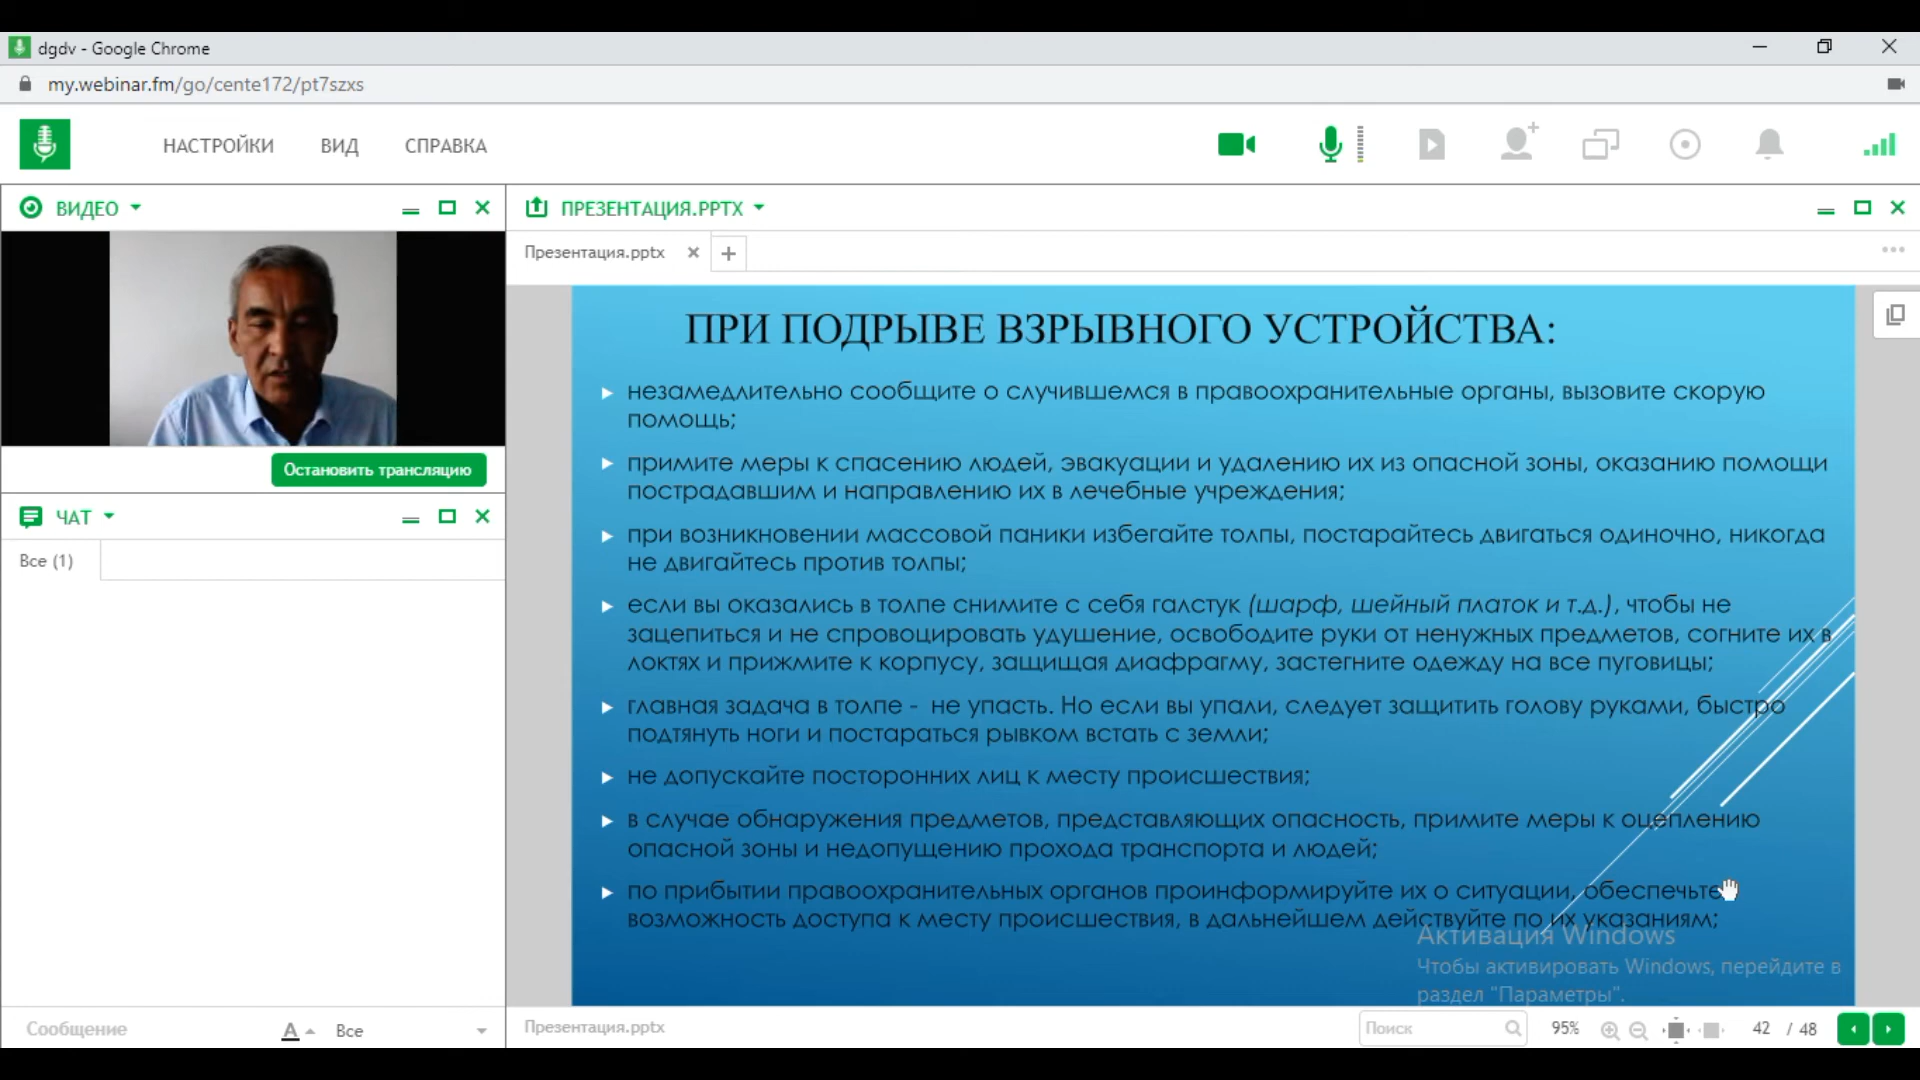 dgdv - Google Chrome
my.webinar.fm/go/cente172/pt7szxs
НАСТРОЙКИ ВИД СПРАВКА
ВИДЕО
Остановить трансляцию
ЧАТ
Все (1)
Сообщение A Все
ПРЕЗЕНТАЦИЯ.PPTX
Презентация.pptx
ПРИ ПОДРЫВЕ ВЗРЫВНОГО УСТРОЙСТВА:
незамедлительно сообщите о случившемся в правоохранительные органы, вызовите скорую
помощь;
примите меры к спасению людей, эвакуации и удалению их из опасной зоны, оказанию помощи
пострадавшим и направлению их в лечебные учреждения;
при возникновении массовой паники избегайте толпы, постарайтесь двигаться одиночно, никогда
не двигайтесь против толпы;
если вы оказались в толпе снимите с себя галстук (шарф, шейный платок и т.д.), чтобы не
зацепиться и не спровоцировать удушение, освободите руки от ненужных предметов, согните их в
локтях и прижмите к корпусу, защищая диафрагму, застегните одежду на все пуговицы;
главная задача в толпе - не упасть. Но если вы упали, следует защитить голову руками, быстро
подтянуть ноги и постараться рывком встать с земли;
не допускайте посторонних лиц к месту происшествия;
в случае обнаружения предметов, представляющих опасность, примите меры к оцеплению
опасной зоны и недопущению прохода транспорта и людей;
по прибытии правоохранительных органов проинформируйте их о ситуации, обеспечьте
возможность доступа к месту происшествия, в дальнейшем действуйте по их указаниям;
Активация Windows
Чтобы активировать Windows, перейдите в
раздел "Параметры".
Презентация.pptx Поиск 95% 42 / 48